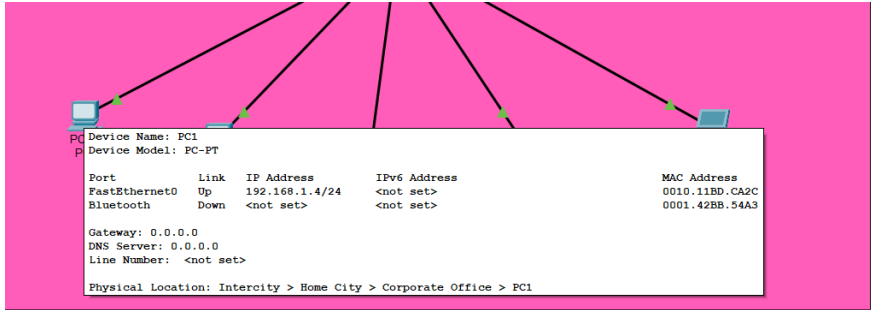 PC
P
Device Name: PC1
Device Model: PC-PT
Port Link IP Address IPv6 Address MAC Address
FastEthernet0 Up 192.168.1.4/24 <not set> 0010.11BD.CA2C
Bluetooth Down <not set> <not set> 0001.42BB.54A3
Gateway: 0.0.0.0
DNS Server: 0.0.0.0
Line Number: <not set>
Physical Location: Intercity > Home City > Corporate Office > PC1